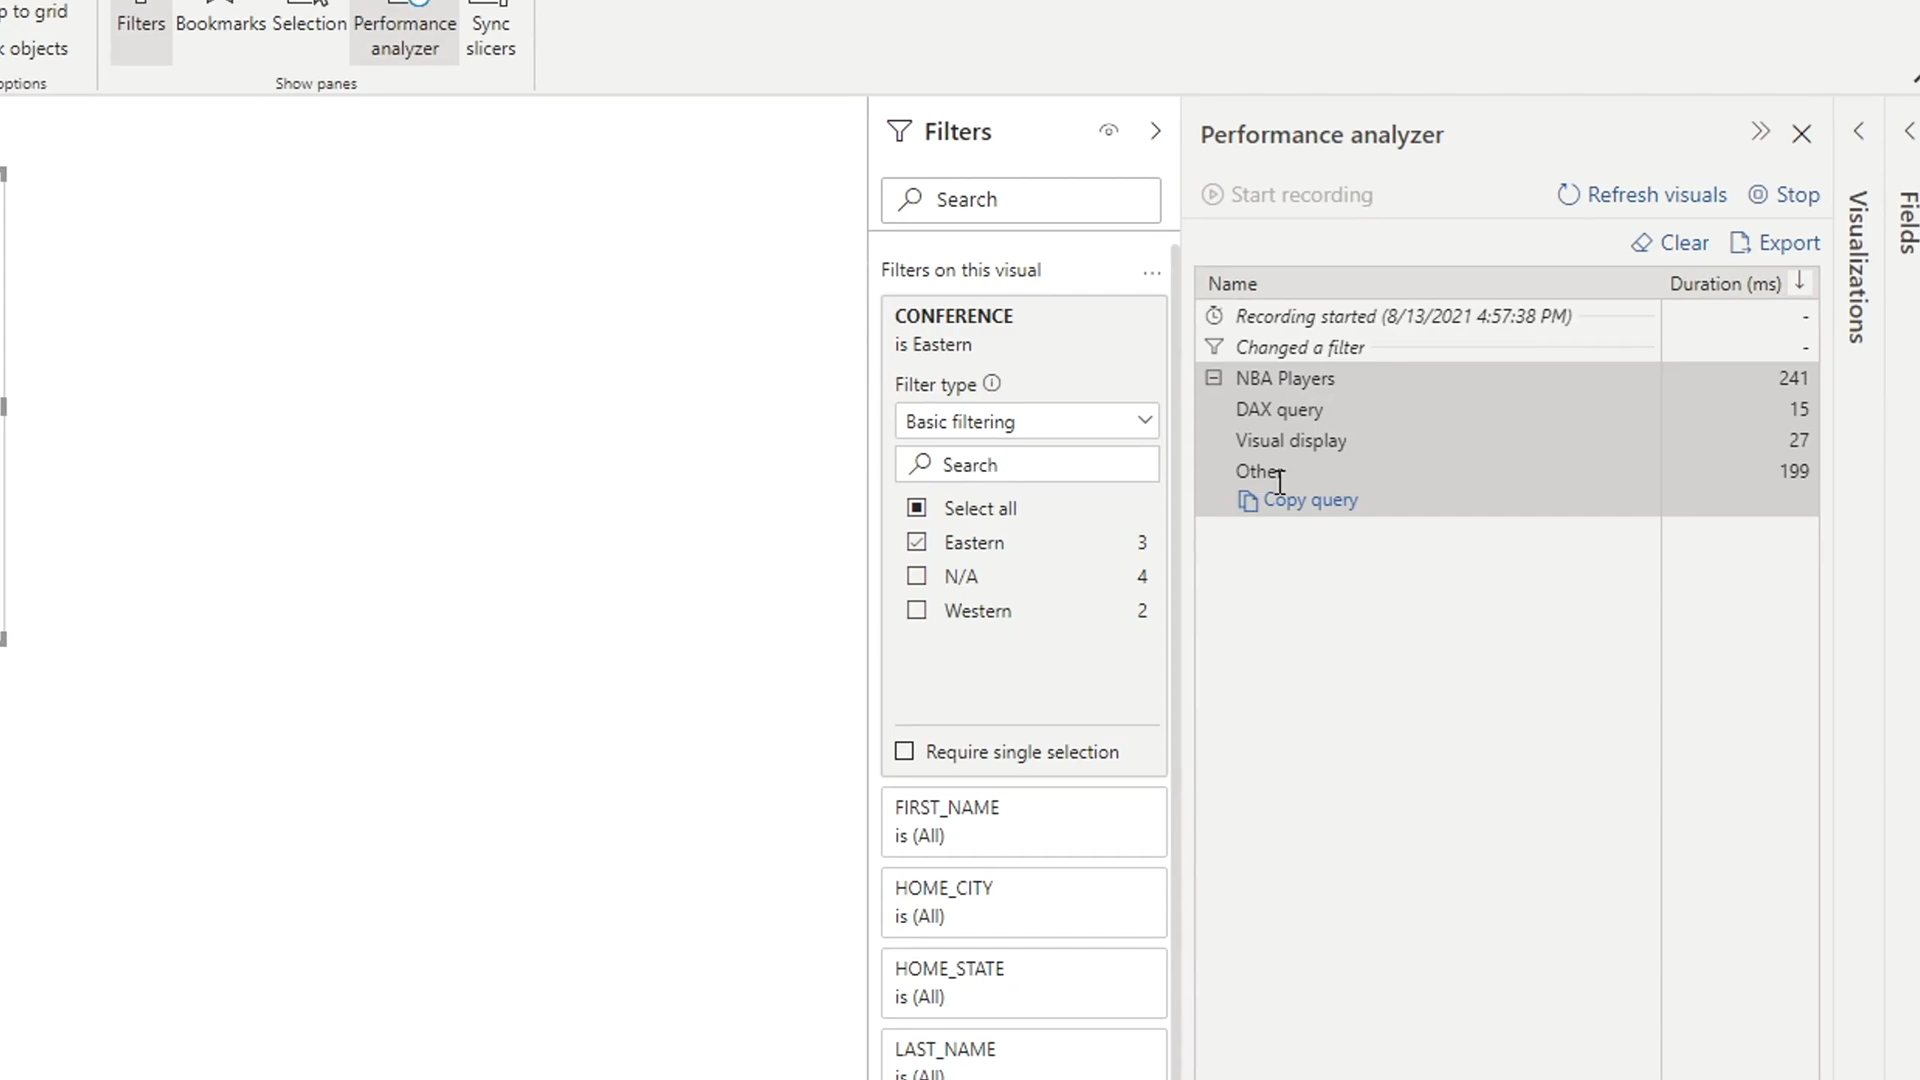 p to grid
objects
options
Filters
Bookmarks
Selection
Performance
analyzer
Sync
slicers
Show panes
Filters
Search
Filters on this visual
...
CONFERENCE
is Eastern
Filter type
Basic filtering
Search
Select all
Eastern 3
N/A 4
Western 2
Require single selection
FIRST_NAME
is (All)
HOME_CITY
is (All)
HOME_STATE
is (All)
LAST_NAME
is (All)
Performance analyzer
Start recording
Refresh visuals
Stop
Clear
Export
Name Duration (ms)
Recording started (8/13/2021 4:57:38 PM) -
Changed a filter -
NBA Players 241
DAX query 15
Visual display 27
Other 199
Copy query
Visualizations
Fields